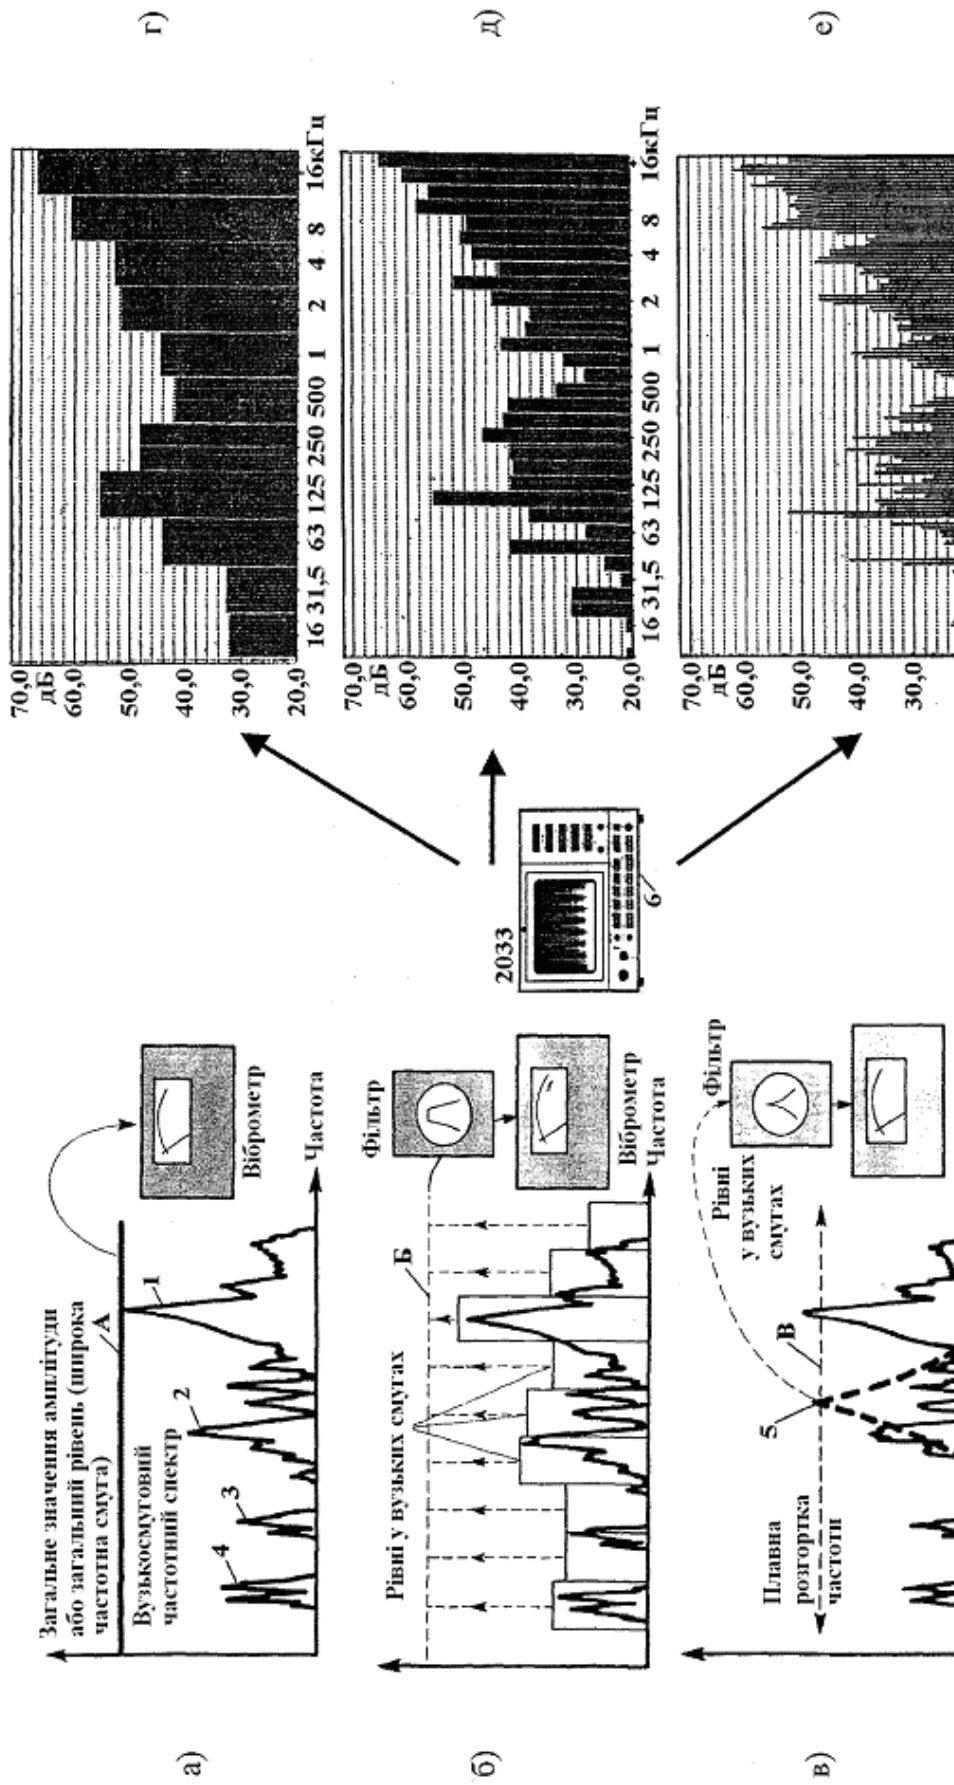 Загальне значення амплітуди
або загальний рівень (широка
частотна смуга)
А
Вузькосмуговий
частотний спектр
1
2
3
4
Віброметр
Частота
а)
70,0
дБ
60,0
50,0
40,0
30,0
20,0
16 31,5 63 125 250 500 1 2 4 8 16кГц
г)
Рівні у вузьких смугах
Б
Фільтр
Віброметр
Частота
б)
2033
6
70,0
дБ
60,0
50,0
40,0
30,0
20,0
16 31,5 63 125 250 500 1 2 4 8 16кГц
д)
Плавна
розгортка
частоти
5
В
Рівні
у вузьких
смугах
Фільтр
в)
70,0
дБ
60,0
50,0
40,0
30,0
е)